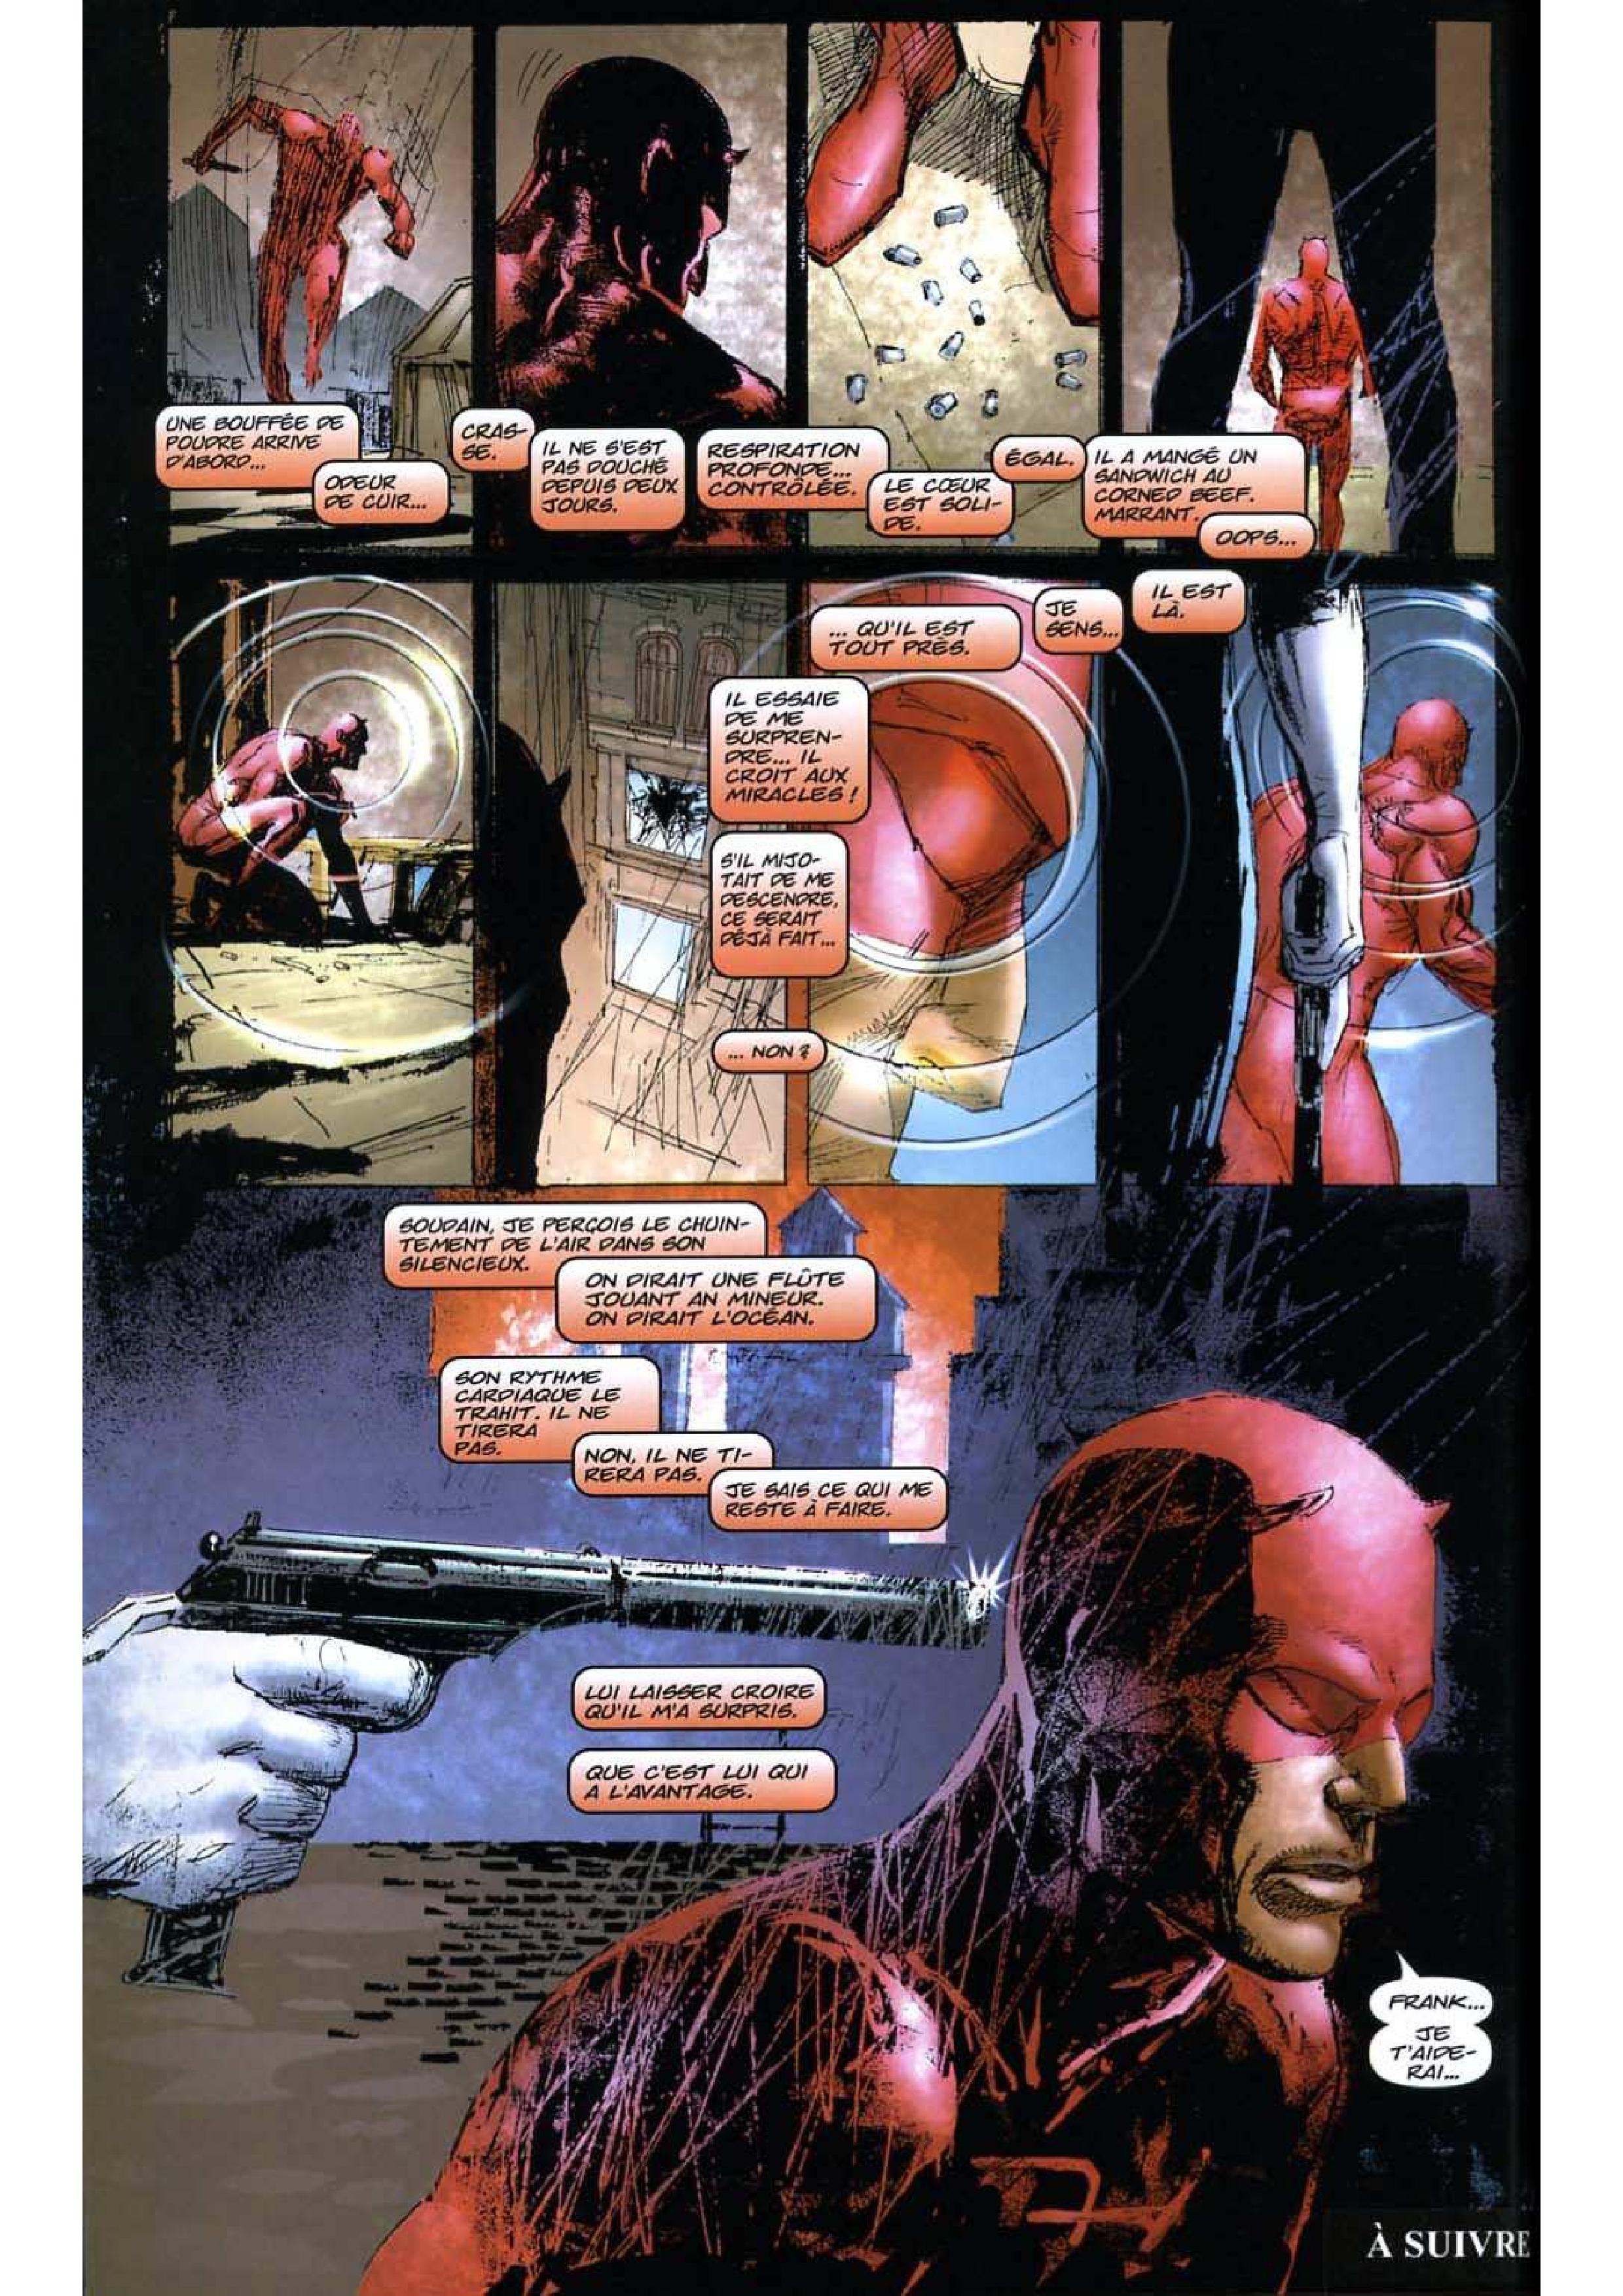 UNE BOUFFÉE DE
POUDRE ARRIVE
D'ABORD...
ODEUR
DE CUIR...
CRAS-
SE.
IL NE S'EST
PAS DOUCHÉ
DEPUIS DEUX
JOURS.
RESPIRATION
PROFONDE...
CONTRÔLÉE.
LE CŒUR
EST SOLI-
DE.
ÉGAL.
IL A MANGÉ UN
SANDWICH AU
CORNED BEEF.
MARRANT.
OOPS...
IL EST
LÀ.
JE
SENS...
... QU'IL EST
TOUT PRÈS.
IL ESSAIE
DE ME
SURPREN-
DRE... IL
CROIT AUX
MIRACLES !
S'IL MIJO-
TAIT DE ME
DESCENDRE,
CE SERAIT
DÉJÀ FAIT...
... NON ?
SOUDAIN, JE PERÇOIS LE CHUIN-
TEMENT DE L'AIR DANS SON
SILENCIEUX.
ON DIRAIT UNE FLÛTE
JOUANT AN MINEUR.
ON DIRAIT L'OCÉAN.
SON RYTHME
CARDIAQUE LE
TRAHIT. IL NE
TIRERA
PAS.
NON, IL NE TI-
RERA PAS.
JE SAIS CE QUI ME
RESTE À FAIRE.
LUI LAISSER CROIRE
QU'IL M'A SURPRIS.
QUE C'EST LUI QUI
A L'AVANTAGE.
FRANK...
JE
T'AIDE-
RAI...
À SUIVRE